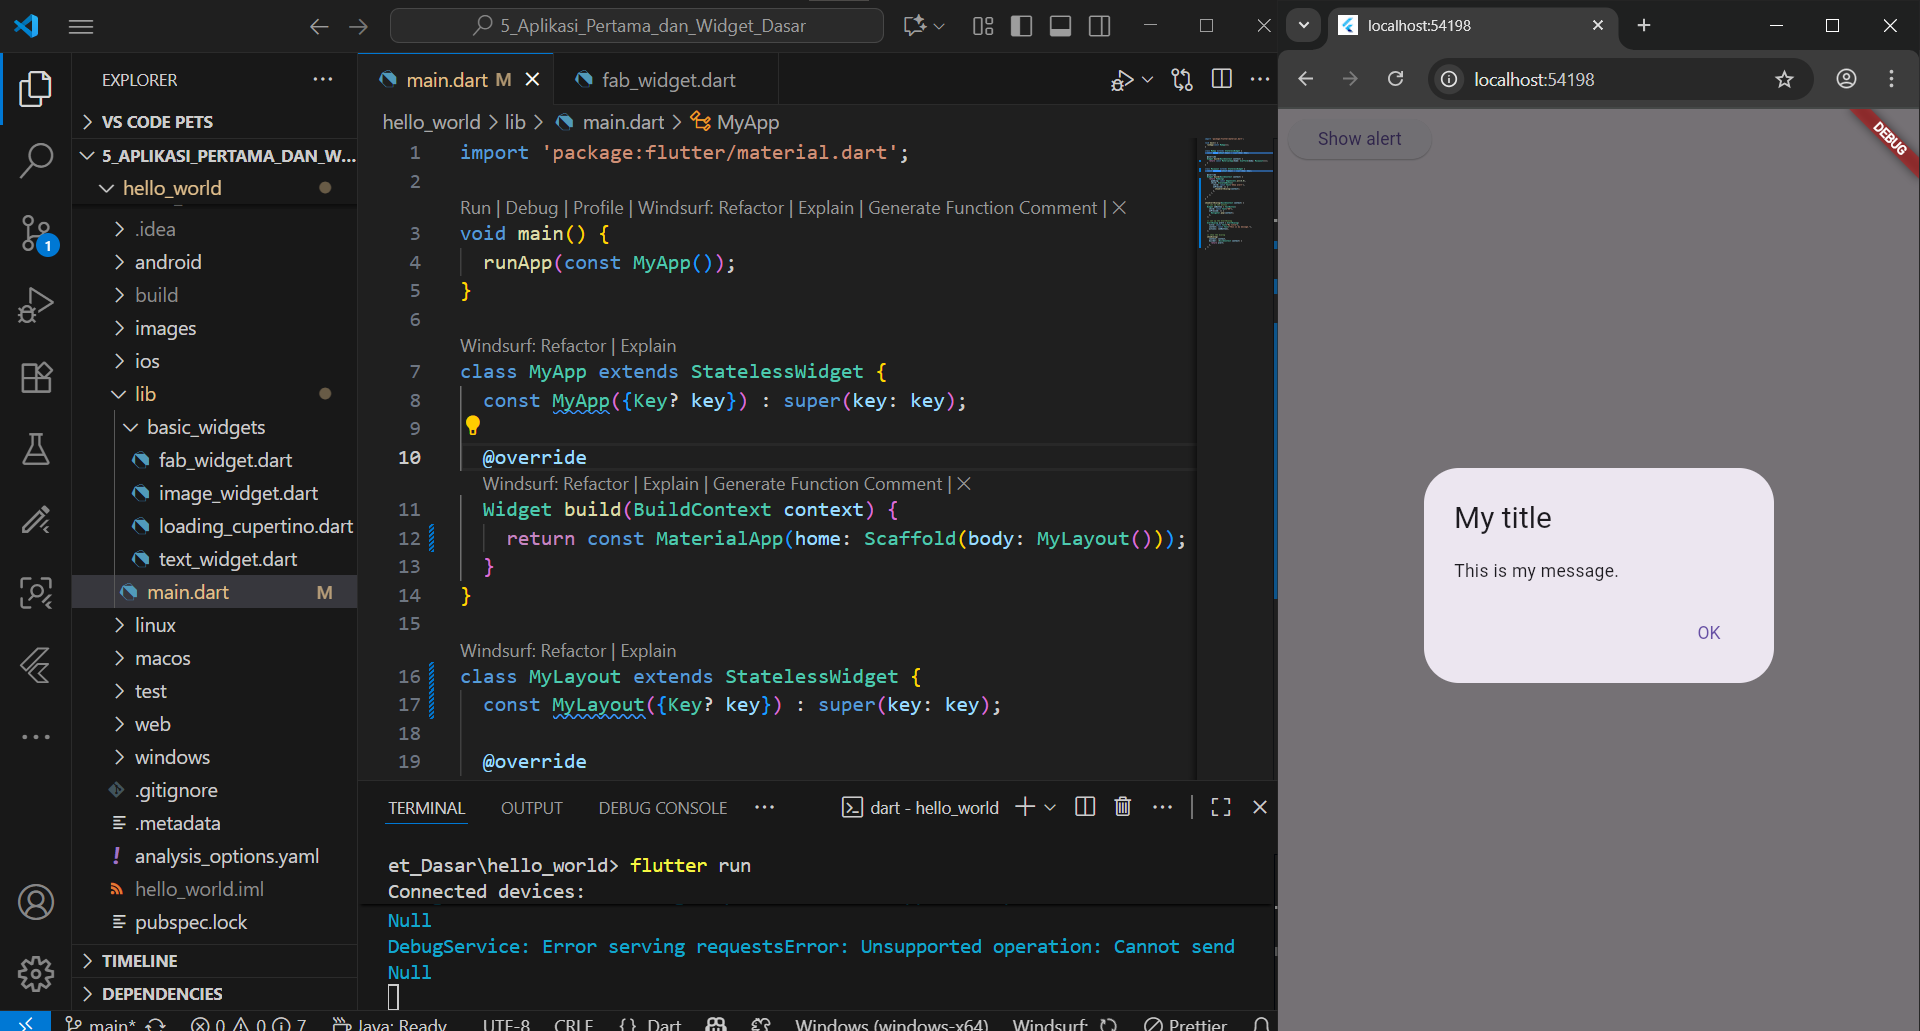 5_Aplikasi_Pertama_dan_Widget_Dasar
EXPLORER
VS CODE PETS
5_APLIKASI_PERTAMA_DAN_W...
hello_world
.idea
android
build
images
ios
lib
basic_widgets
fab_widget.dart
image_widget.dart
loading_cupertino.dart
text_widget.dart
main.dart M
linux
macos
test
web
windows
.gitignore
.metadata
analysis_options.yaml
hello_world.iml
pubspec.lock
TIMELINE
DEPENDENCIES
1
main.dart M
fab_widget.dart
hello_world > lib > main.dart > MyApp
1 import 'package:flutter/material.dart';
2
Run | Debug | Profile | Windsurf: Refactor | Explain | Generate Function Comment | X
3 void main() {
4 runApp(const MyApp());
5 }
6
Windsurf: Refactor | Explain
7 class MyApp extends StatelessWidget {
8 const MyApp({Key? key}) : super(key: key);
9
10 @override
Windsurf: Refactor | Explain | Generate Function Comment | X
11 Widget build(BuildContext context) {
12 return const MaterialApp(home: Scaffold(body: MyLayout()));
13 }
14 }
15
Windsurf: Refactor | Explain
16 class MyLayout extends StatelessWidget {
17 const MyLayout({Key? key}) : super(key: key);
18
19 @override
TERMINAL OUTPUT DEBUG CONSOLE ... dart - hello_world
et_Dasar\hello_world> flutter run
Connected devices:
Null
DebugService: Error serving requestsError: Unsupported operation: Cannot send
Null
main* 0 0 7 Java: Ready UTF-8 CRLF {} Dart Windows (windows-x64) Windsurf: Prettier
localhost:54198
localhost:54198
Show alert
DEBUG
My title
This is my message.
OK